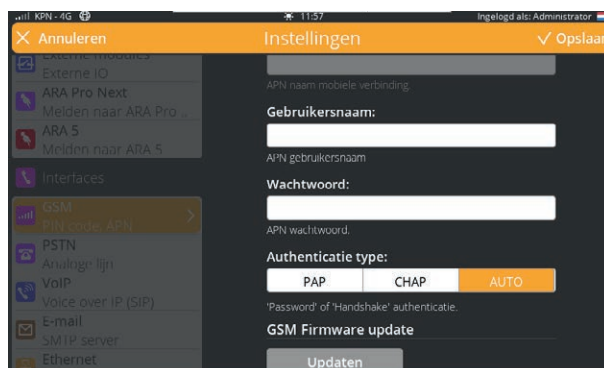 KPN - 4G
11:57
Ingelogd als: Administrator
Annuleren
Instellingen
Opslaan
Externe modules
Externe IO
ARA Pro Next
Melden naar ARA Pro ...
ARA 5
Melden naar ARA 5
Interfaces
GSM
PIN code, APN
PSTN
Analoge lijn
VoIP
Voice over IP (SIP)
E-mail
SMTP server
Ethernet
APN naam mobiele verbinding.
Gebruikersnaam:
APN gebruikersnaam
Wachtwoord:
APN wachtwoord.
Authenticatie type:
PAP CHAP AUTO
'Password' of 'Handshake' authenticatie.
GSM Firmware update
Updaten